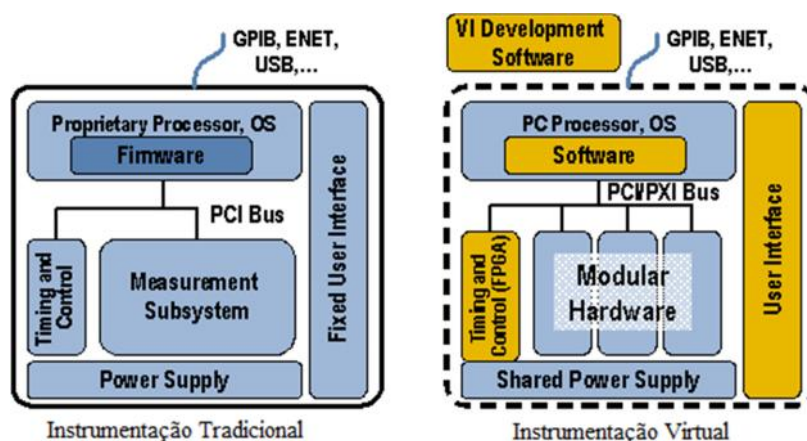 GPIB, ENET,
USB,...
Proprietary Processor, OS
Firmware
PCI Bus
Timing and
Control
Measurement
Subsystem
Fixed User Interface
Power Supply
Instrumentação Tradicional
VI Development
Software
GPIB, ENET,
USB,...
PC Processor, OS
Software
PCI/PXI Bus
Timing and
Control (FPGA)
Modular
Hardware
User Interface
Shared Power Supply
Instrumentação Virtual